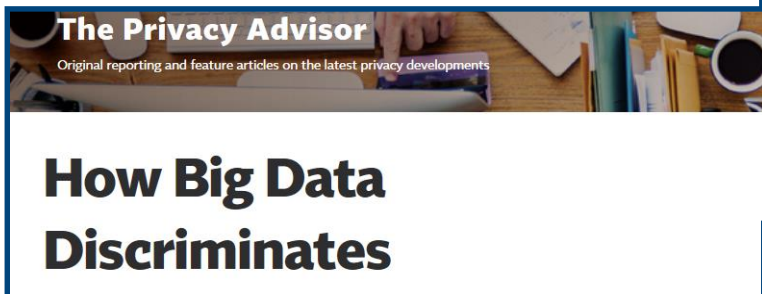 The Privacy Advisor
Original reporting and feature articles on the latest privacy developments
How Big Data
Discriminates